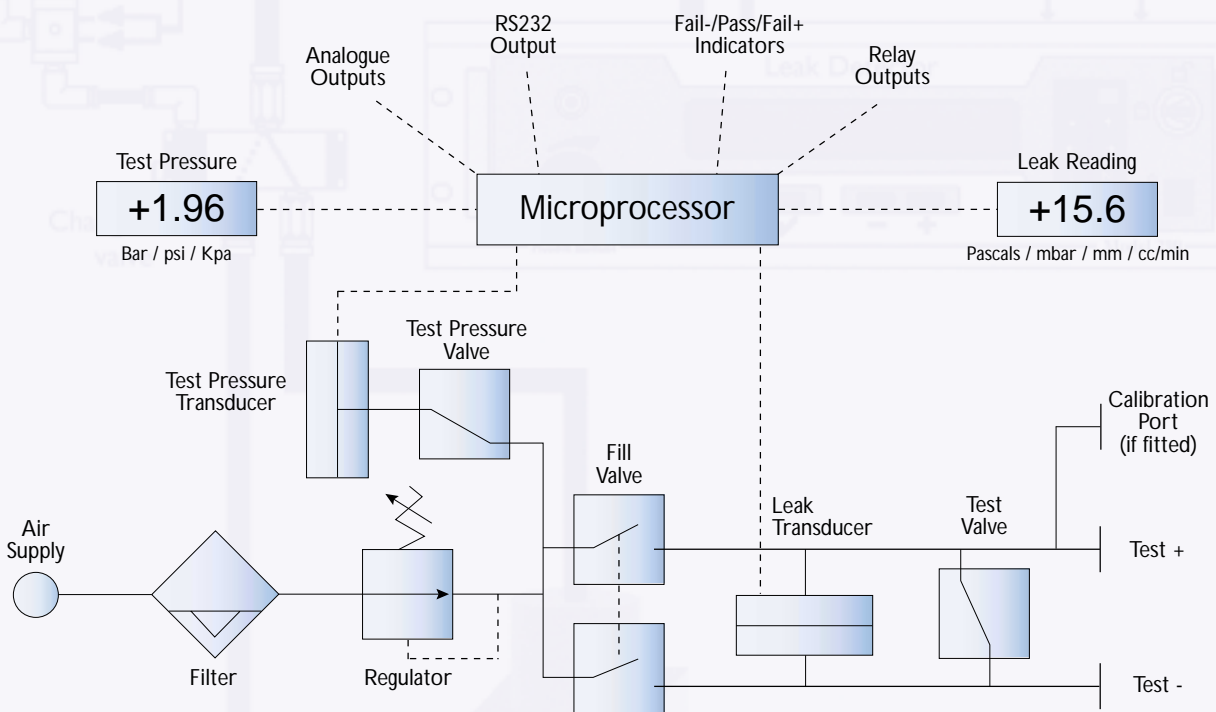 RS232
Output
Fail-/Pass/Fail+
Indicators
Analogue
Outputs
Relay
Outputs
Test Pressure
+1.96
Bar / psi / Kpa
Microprocessor
Leak Reading
+15.6
Pascals / mbar / mm / cc/min
Test Pressure
Valve
Test Pressure
Transducer
Calibration
Port
(if fitted)
Fill
Valve
Leak
Transducer
Test
Valve
Air
Supply
Test +
Filter
Regulator
Test -